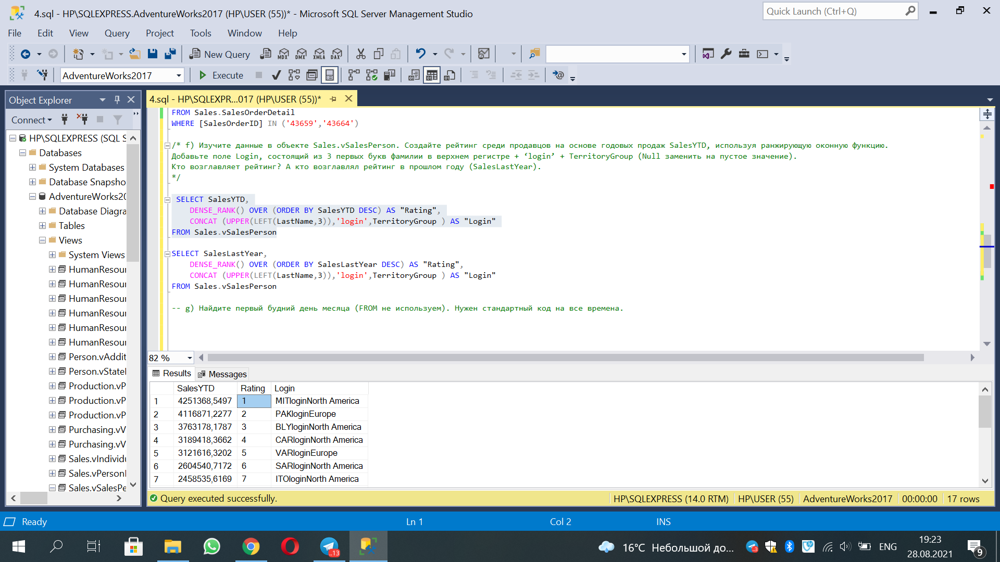 4.sql - HP\SQLEXPRESS.AdventureWorks2017 (HP\USER (55))* - Microsoft SQL Server Management Studio
Quick Launch (Ctrl+Q)
File Edit View Query Project Tools Window Help
New Query
MDX DMX XMLA DAX
AdventureWorks2017
Execute
Object Explorer
Connect
HP\SQLEXPRESS (SQL S
Databases
System Databases
Database Snapsho
AdventureWorks20
Database Diagra
Tables
Views
System Views
HumanResour
HumanResour
HumanResour
HumanResour
HumanResour
HumanResour
Person.vAddit
Person.vState
Production.vP
Production.vP
Production.vP
Purchasing.vV
Purchasing.vV
Sales.vIndividu
Sales.vPerson
Sales.vSalesPe
4.sql - HP\SQLEXPR...017 (HP\USER (55))*
FROM Sales.SalesOrderDetail
WHERE [SalesOrderID] IN ('43659','43664')
/* f) Изучите данные в объекте Sales.vSalesPerson. Создайте рейтинг среди продавцов на основе годовых продаж SalesYTD, используя ранжирующую оконную функцию.
Добавьте поле Login, состоящий из 3 первых букв фамилии в верхнем регистре + ‘login’ + TerritoryGroup (Null заменить на пустое значение).
Кто возглавляет рейтинг? А кто возглавлял рейтинг в прошлом году (SalesLastYear).
*/
SELECT SalesYTD,
DENSE_RANK() OVER (ORDER BY SalesYTD DESC) AS "Rating",
CONCAT (UPPER(LEFT(LastName,3)),'login',TerritoryGroup ) AS "Login"
FROM Sales.vSalesPerson
SELECT SalesLastYear,
DENSE_RANK() OVER (ORDER BY SalesLastYear DESC) AS "Rating",
CONCAT (UPPER(LEFT(LastName,3)),'login',TerritoryGroup ) AS "Login"
FROM Sales.vSalesPerson
-- g) Найдите первый будний день месяца (FROM не используем). Нужен стандартный код на все времена.
82 %
Results Messages
SalesYTD Rating Login
1 4251368,5497 1 MITloginNorth America
2 4116871,2277 2 PAKloginEurope
3 3763178,1787 3 BLYloginNorth America
4 3189418,3662 4 CARloginNorth America
5 3121616,3202 5 VARloginEurope
6 2604540,7172 6 SARloginNorth America
7 2458535,6169 7 ITOloginNorth America
Query executed successfully.
HP\SQLEXPRESS (14.0 RTM) HP\USER (55) AdventureWorks2017 00:00:00 17 rows
Ready Ln 1 Col 2 INS
..13
16°C Небольшой до...
3
ENG
19:23
28.08.2021
9